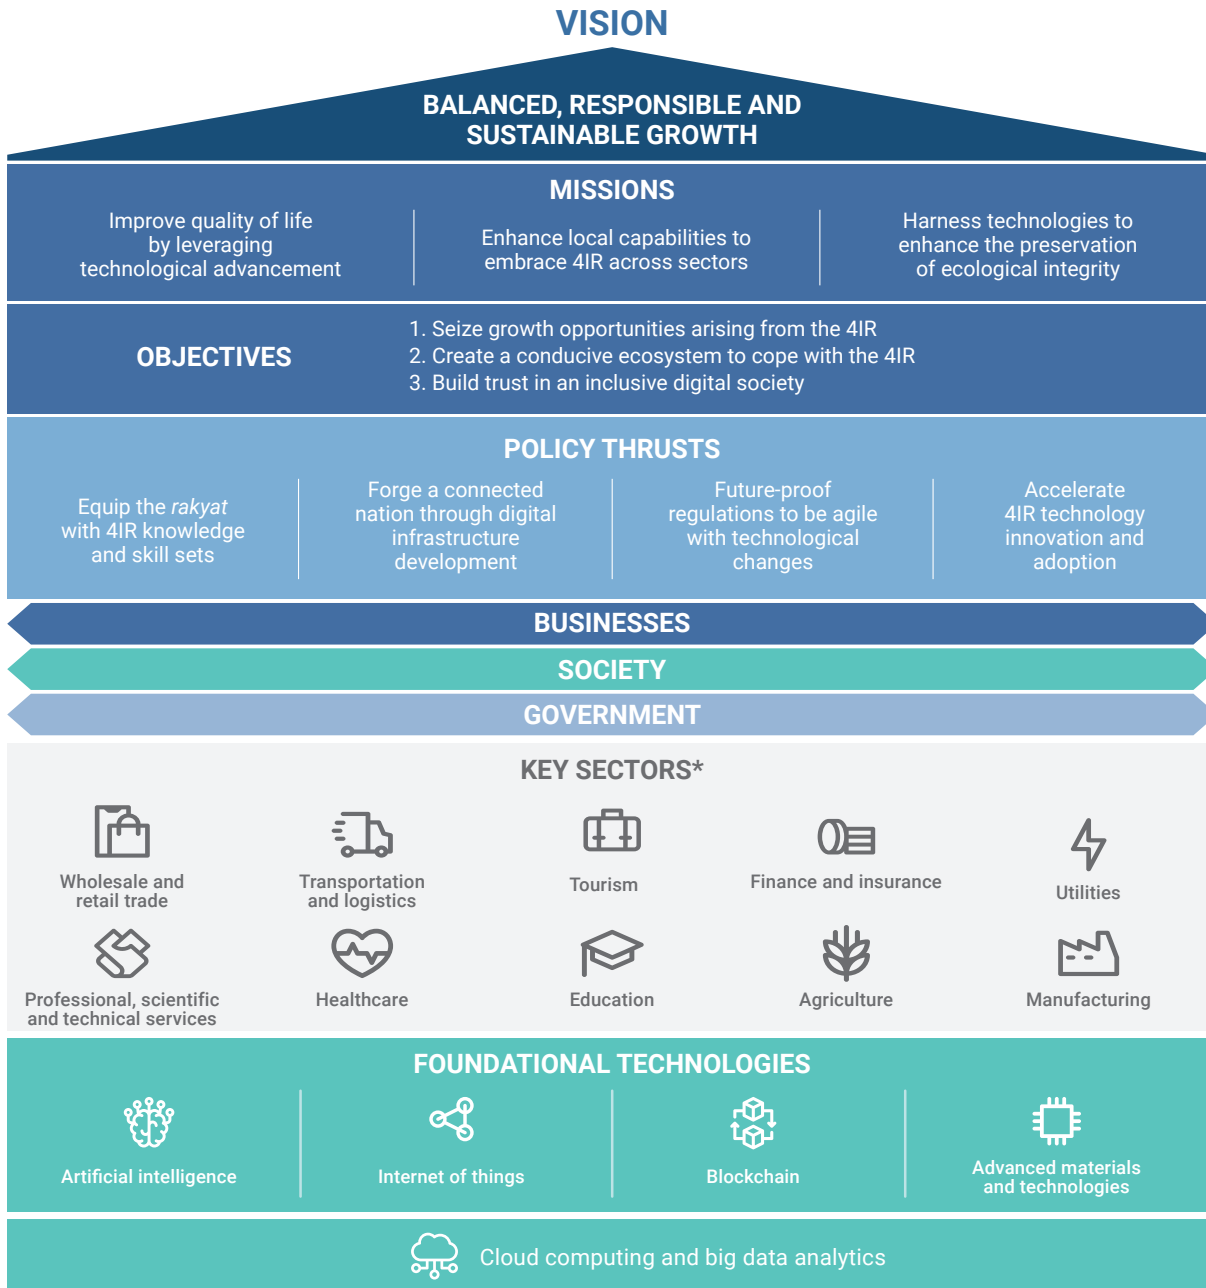 VISION
BALANCED, RESPONSIBLE AND
SUSTAINABLE GROWTH
MISSIONS
Improve quality of life
by leveraging
technological advancement
Enhance local capabilities to
embrace 4IR across sectors
Harness technologies to
enhance the preservation
of ecological integrity
OBJECTIVES
1. Seize growth opportunities arising from the 4IR
2. Create a conducive ecosystem to cope with the 4IR
3. Build trust in an inclusive digital society
POLICY THRUSTS
Equip the rakyat
with 4IR knowledge
and skill sets
Forge a connected
nation through digital
infrastructure
development
Future-proof
regulations to be agile
with technological
changes
Accelerate
4IR technology
innovation and
adoption
BUSINESSES
SOCIETY
GOVERNMENT
KEY SECTORS*
Wholesale and
retail trade
Transportation
and logistics
Tourism
Finance and insurance
Utilities
Professional, scientific
and technical services
Healthcare
Education
Agriculture
Manufacturing
FOUNDATIONAL TECHNOLOGIES
Artificial intelligence
Internet of things
Blockchain
Advanced materials
and technologies
Cloud computing and big data analytics